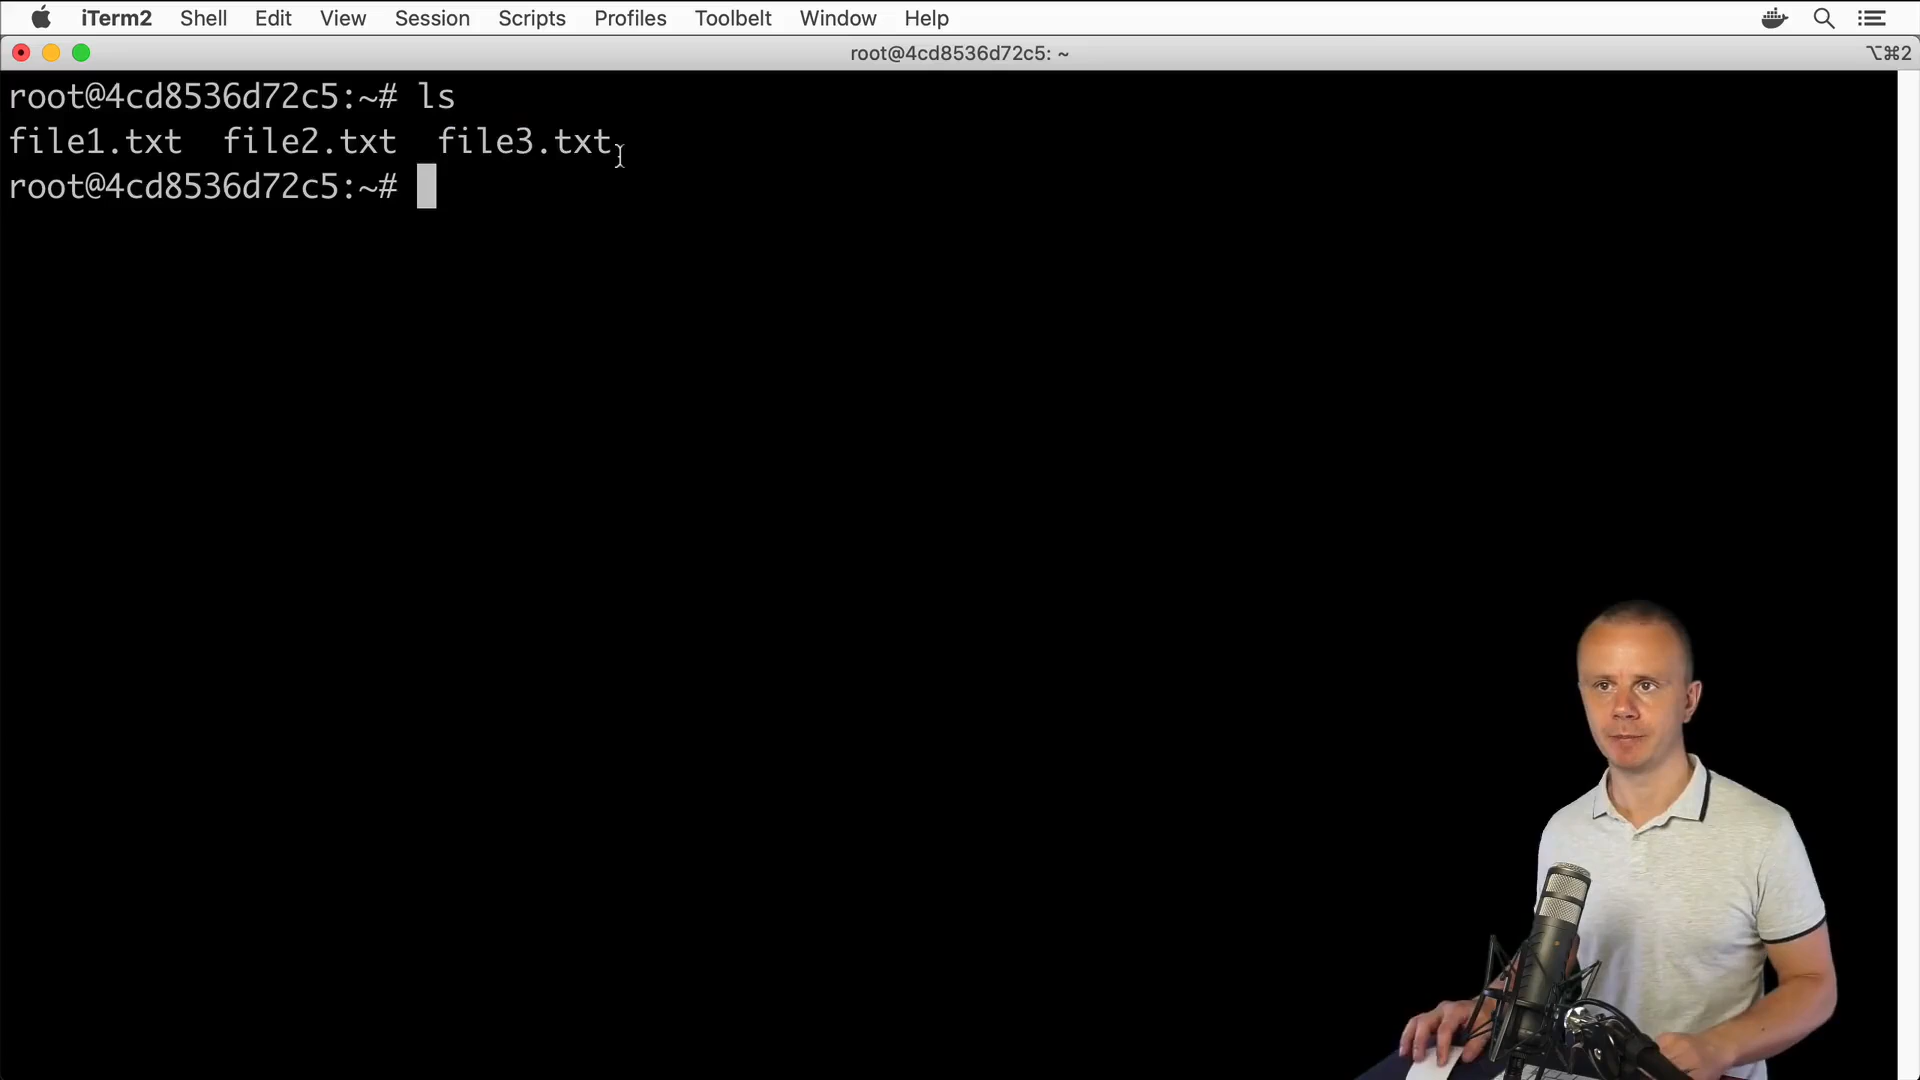 iTerm2 Shell Edit View Session Scripts Profiles Toolbelt Window Help
root@4cd8536d72c5: ~ ⌥⌘2
root@4cd8536d72c5:~# ls
file1.txt file2.txt file3.txt
root@4cd8536d72c5:~#